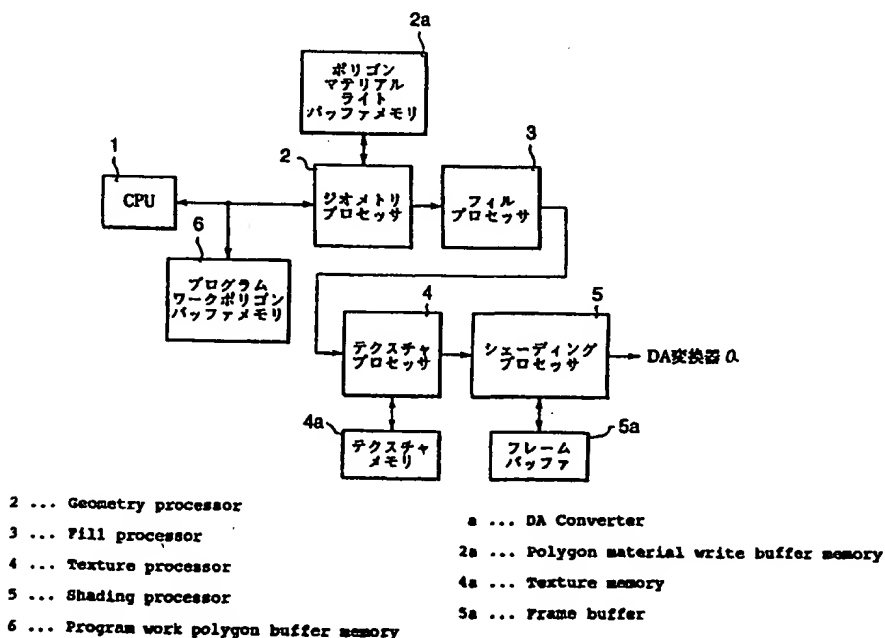 2a
ポリゴン
マテリアル
ライト
バッファメモリ
1
CPU
2
ジオメトリ
プロセッサ
3
フィル
プロセッサ
6
プログラム
ワークポリゴン
バッファメモリ
4
テクスチャ
プロセッサ
5
シェーディング
プロセッサ
DA変換器 a
4a
テクスチャ
メモリ
5a
フレーム
バッファ
2 ... Geometry processor
3 ... Fill processor
4 ... Texture processor
5 ... Shading processor
6 ... Program work polygon buffer memory
a ... DA Converter
2a ... Polygon material write buffer memory
4a ... Texture memory
5a ... Frame buffer